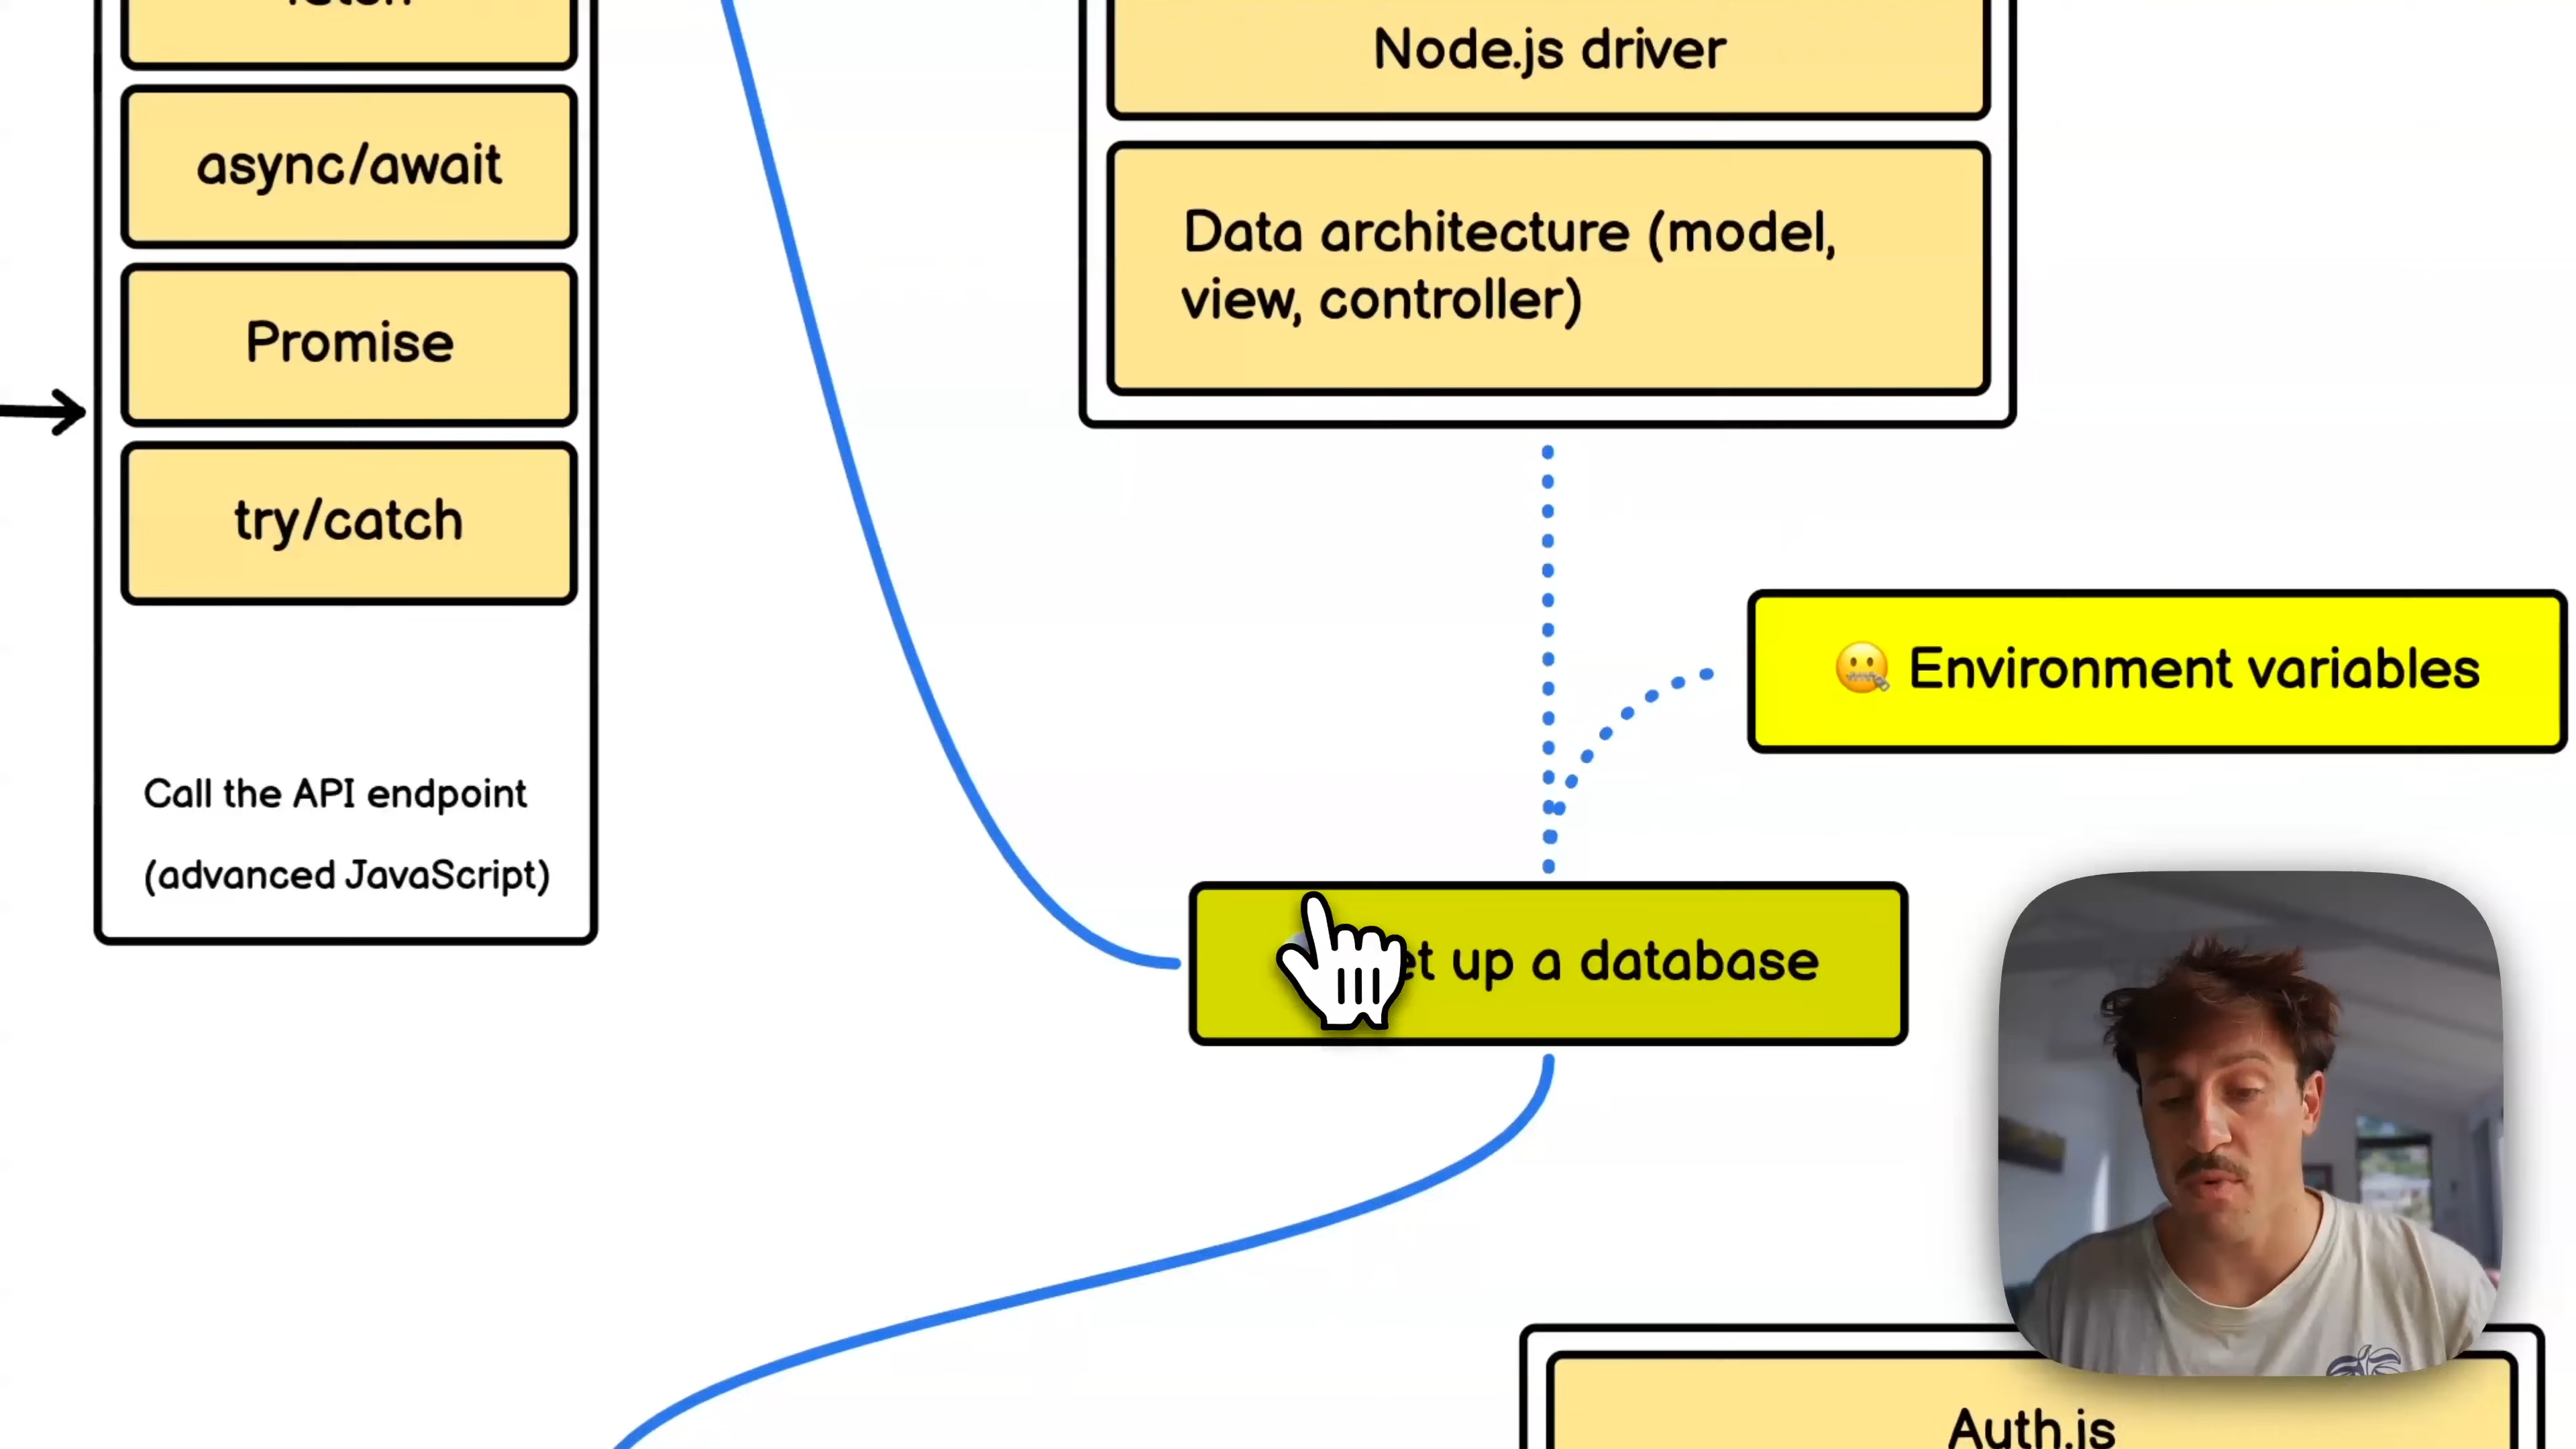 Node.js driver
async/await
Data architecture (model,
view, controller)
Promise
try/catch
Environment variables
Call the API endpoint
(advanced JavaScript)
up a database
Auth.js